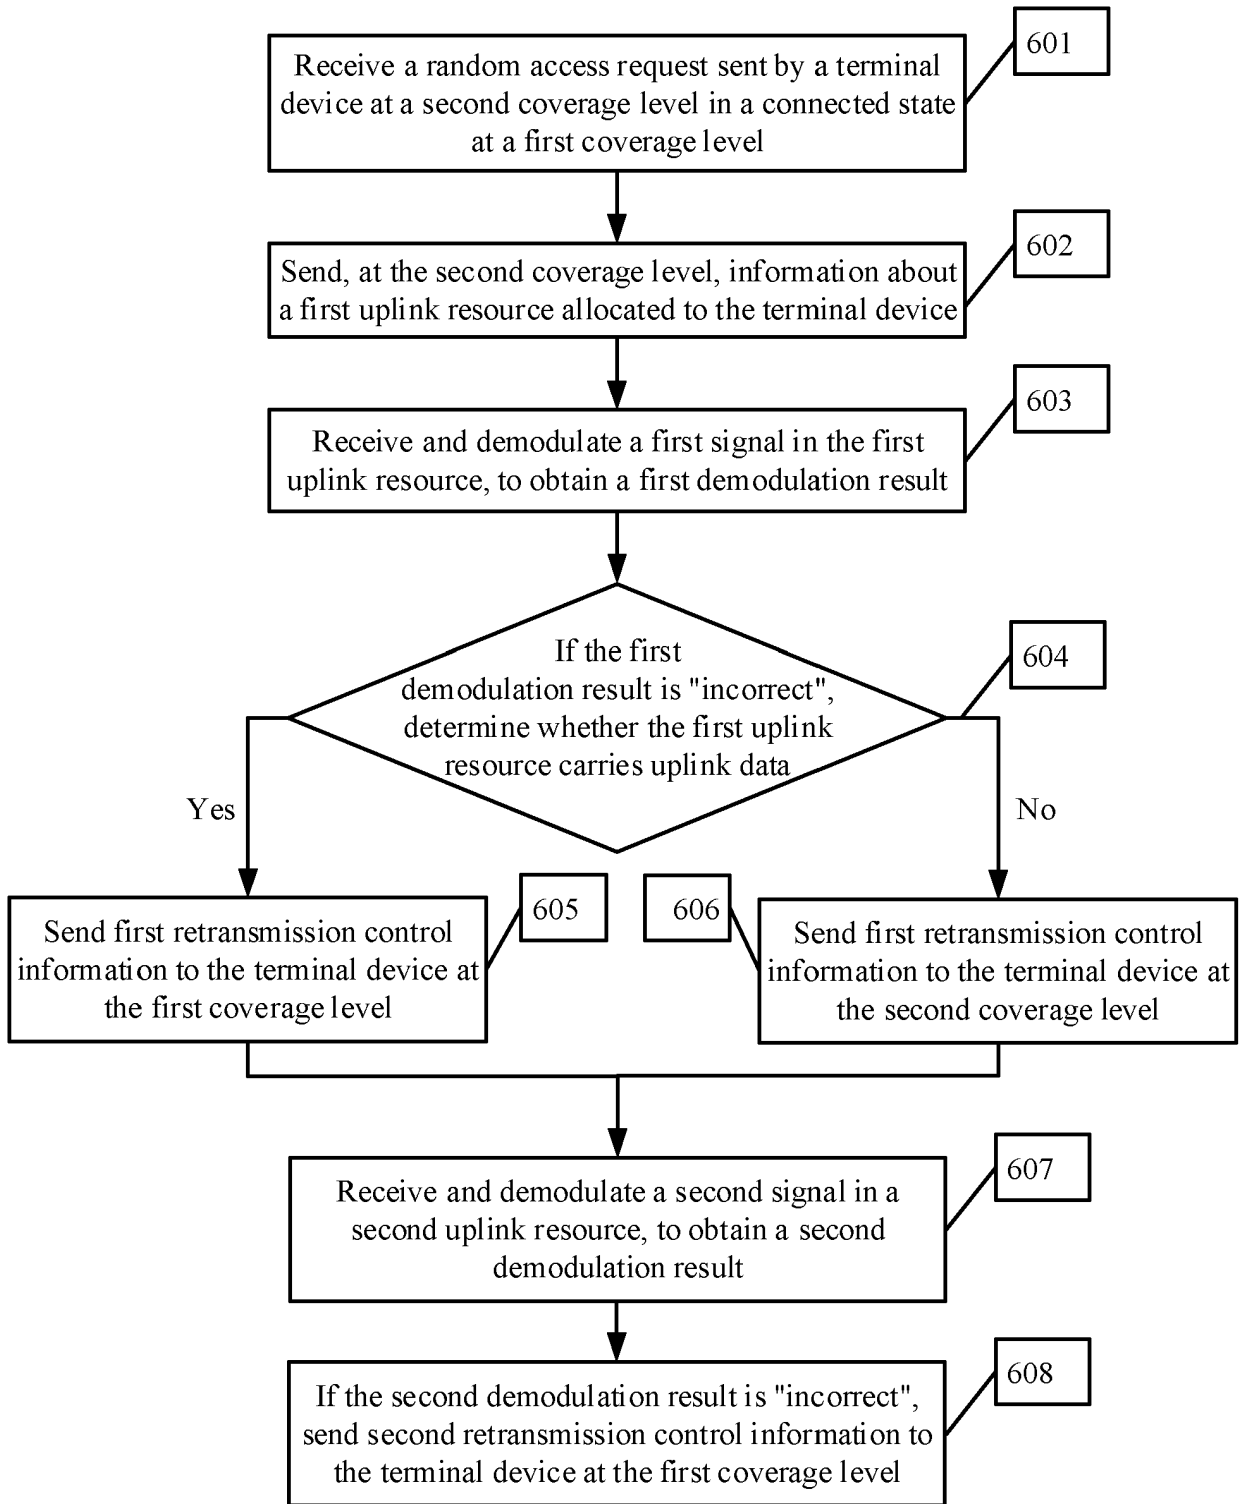 601
Receive a random access request sent by a terminal
device at a second coverage level in a connected state
at a first coverage level
602
Send, at the second coverage level, information about
a first uplink resource allocated to the terminal device
603
Receive and demodulate a first signal in the first
uplink resource, to obtain a first demodulation result
604
If the first
demodulation result is "incorrect",
determine whether the first uplink
resource carries uplink data
Yes
No
605
Send first retransmission control
information to the terminal device at
the first coverage level
606
Send first retransmission control
information to the terminal device at
the second coverage level
607
Receive and demodulate a second signal in a
second uplink resource, to obtain a second
demodulation result
608
If the second demodulation result is "incorrect",
send second retransmission control information to
the terminal device at the first coverage level